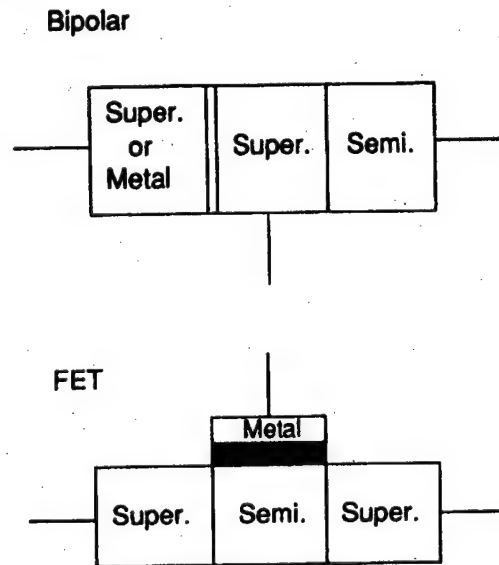 Bipolar
Super.
or
Metal
Super.
Semi.
FET
Metal
Super.
Semi.
Super.